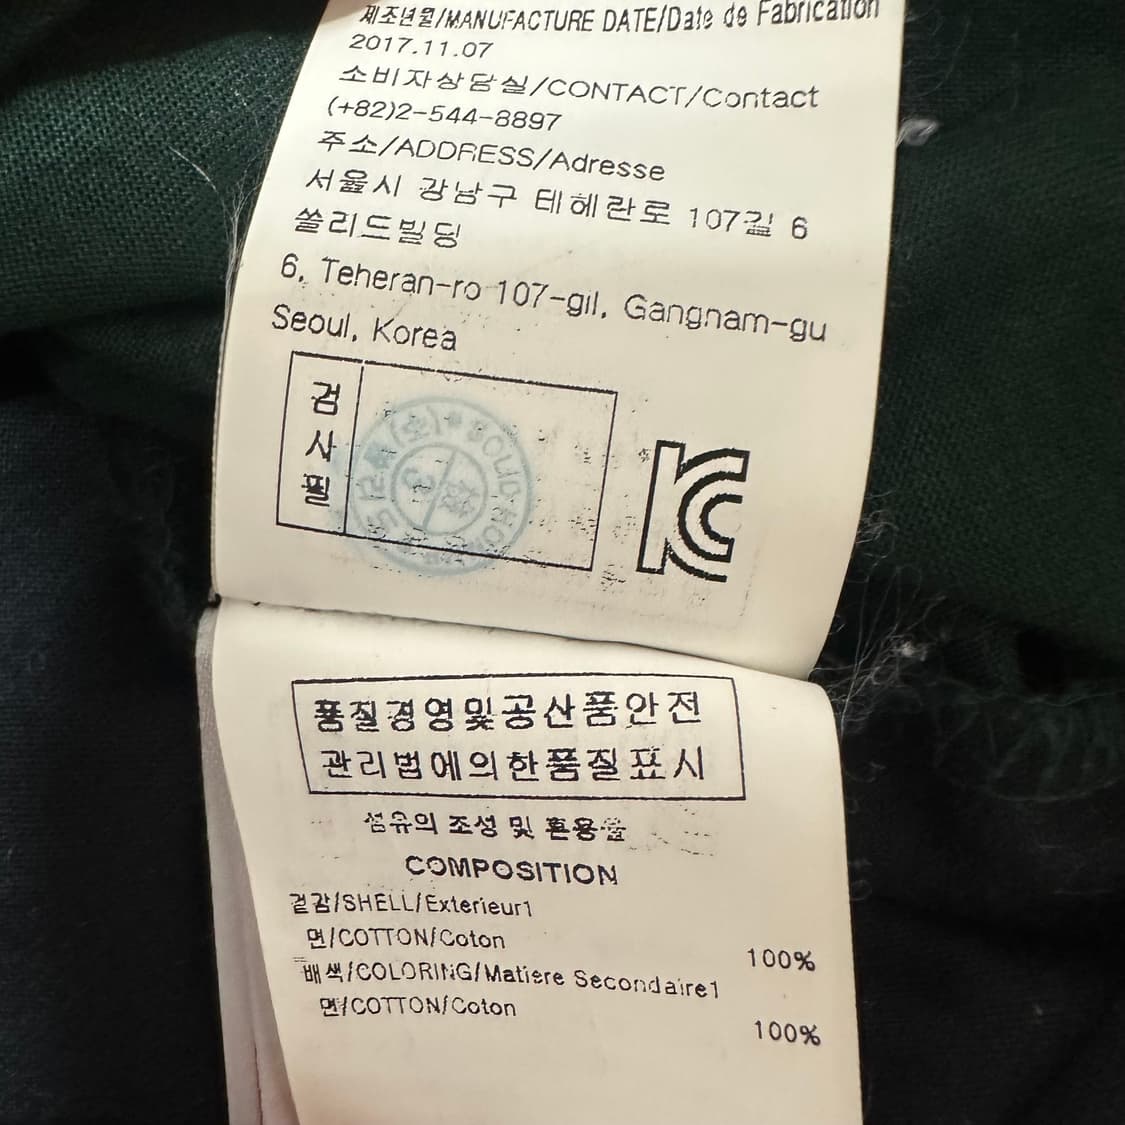 제조년월/MANUFACTURE DATE/Date de Fabrication
2017.11.07
소비자상담실/CONTACT/Contact
(+82)2-544-8897
주소/ADDRESS/Adresse
서울시 강남구 테헤란로 107길 6
쏠리드빌딩
6, Teheran-ro 107-gil, Gangnam-gu
Seoul, Korea
검
사
필
품질경영및공산품안전
관리법에의한품질표시
섬유의 조성 및 혼용율
COMPOSITION
겉감/SHELL/Exterieur1
면/COTTON/Coton 100%
배색/COLORING/Matiere Secondaire1
면/COTTON/Coton 100%